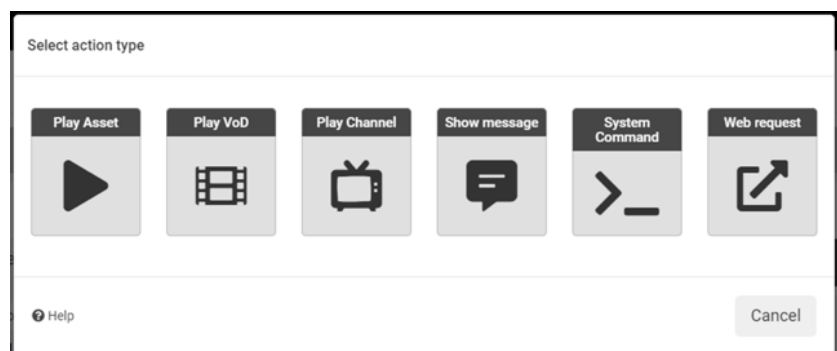 Select action type
Play Asset
Play VoD
Play Channel
Show message
System
Command
Web request
Help
Cancel